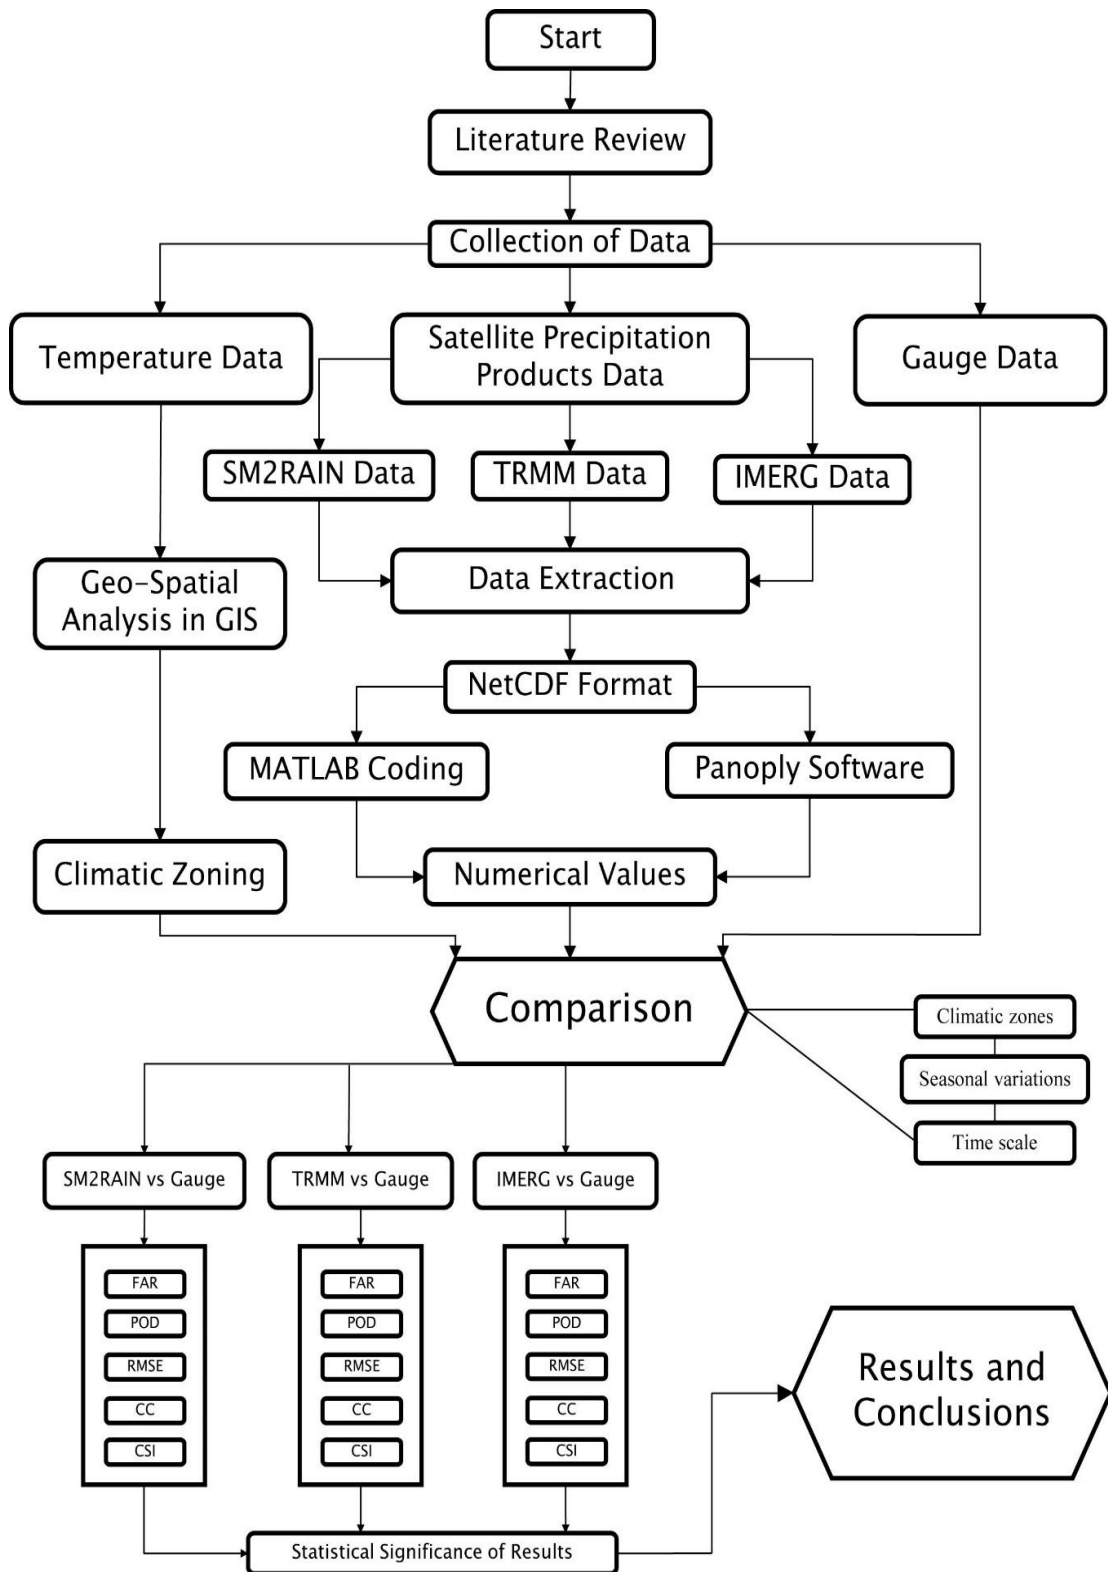 Start
Literature Review
Collection of Data
Temperature Data
Satellite Precipitation
Products Data
Gauge Data
SM2RAIN Data
TRMM Data
IMERG Data
Geo-Spatial
Analysis in GIS
Data Extraction
NetCDF Format
MATLAB Coding
Panoply Software
Climatic Zoning
Numerical Values
Comparison
Climatic zones
Seasonal variations
Time scale
SM2RAIN vs Gauge
TRMM vs Gauge
IMERG vs Gauge
FAR
POD
RMSE
CC
CSI
FAR
POD
RMSE
CC
CSI
FAR
POD
RMSE
CC
CSI
Results and
Conclusions
Statistical Significance of Results